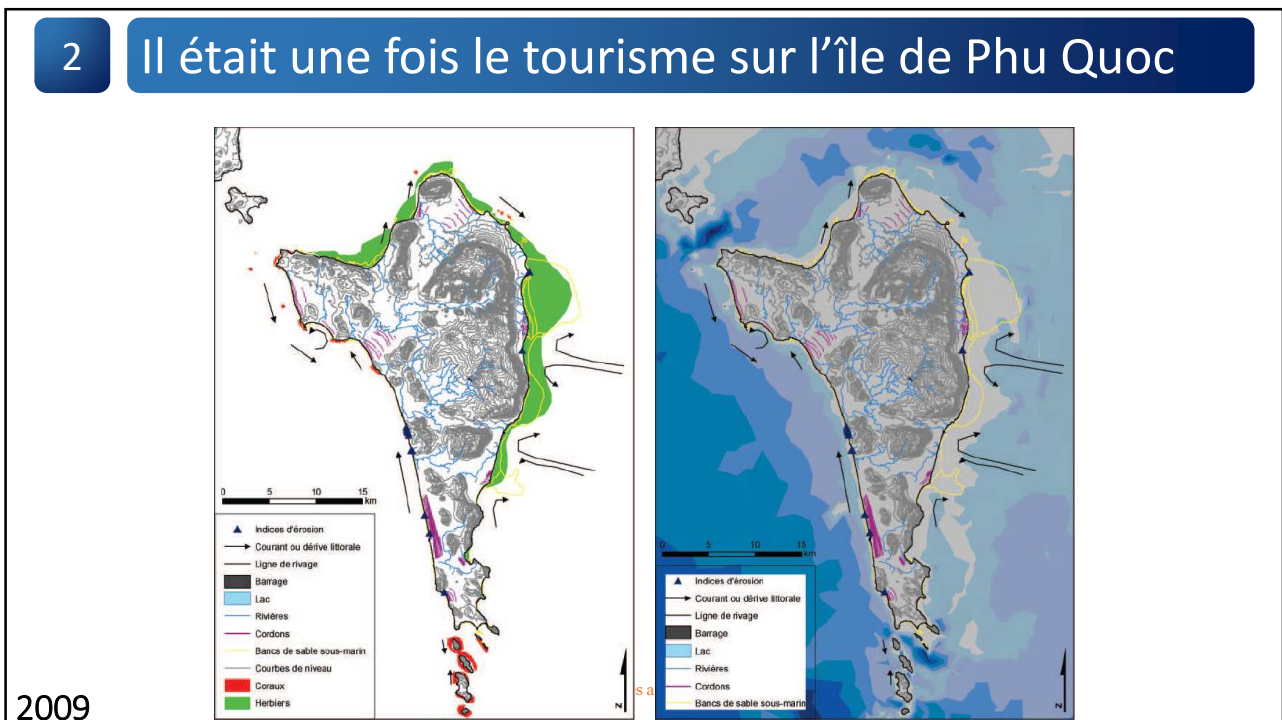 2
Il était une fois le tourisme sur l'île de Phu Quoc
0 5 10 15
km
Indices d'érosion
Courant ou dérive littorale
Ligne de rivage
Barrage
Lac
Rivières
Cordons
Bancs de sable sous-marin
Courbes de niveau
Coraux
Herbiers
N
0 5 10 15
km
Indices d'érosion
Courant ou dérive littorale
Ligne de rivage
Barrage
Lac
Rivières
Cordons
Bancs de sable sous-marin
N
es a
2009